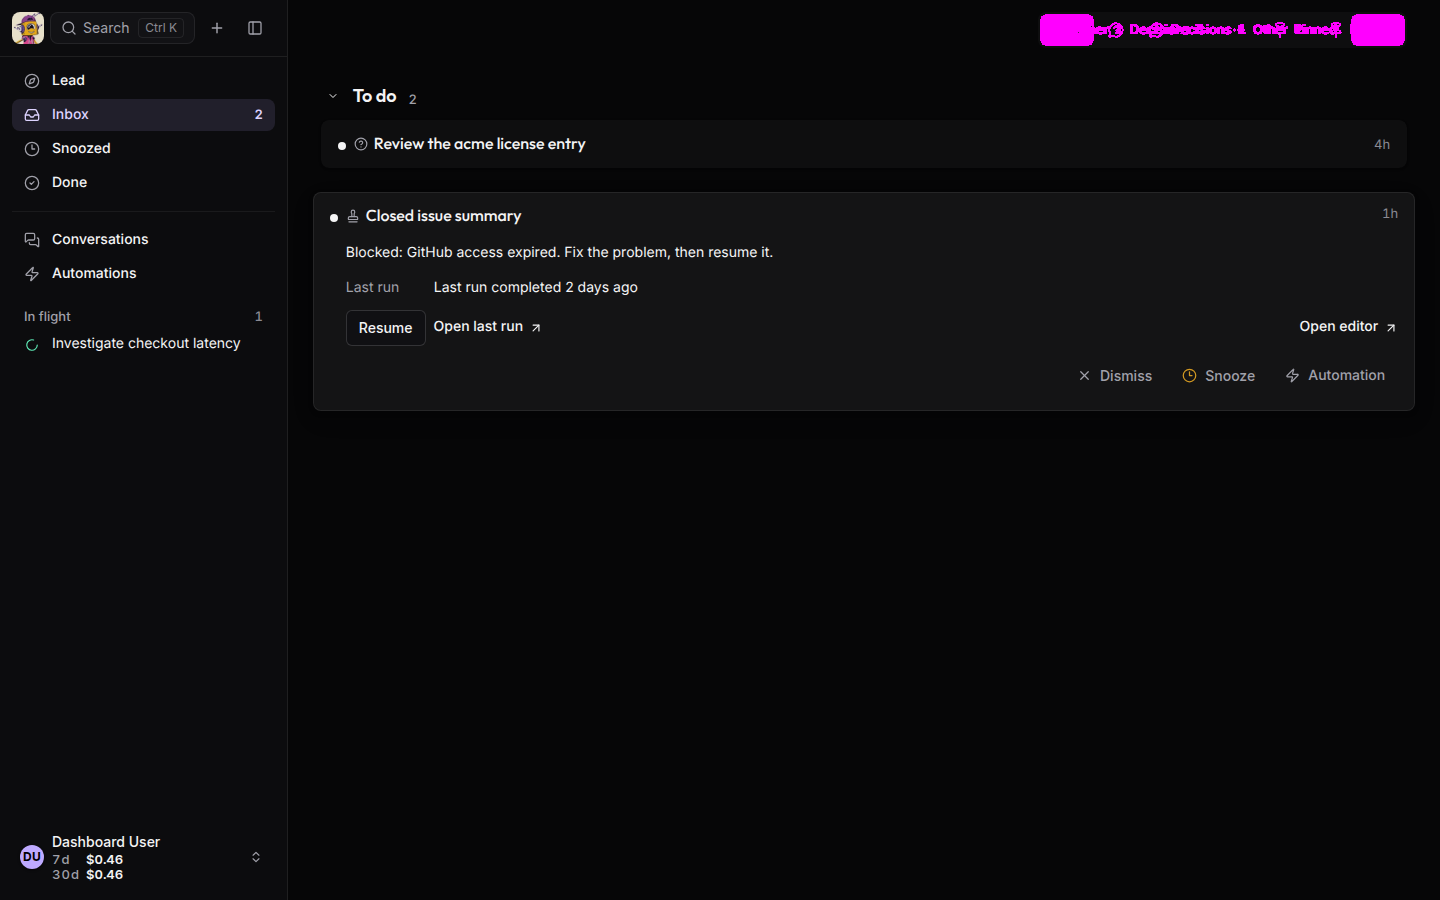 Search Ctrl K
Lead
Inbox 2
Snoozed
Done
Conversations
Automations
In flight 1
Investigate checkout latency
Dashboard User
DU
7d $0.46
30d $0.46
To do 2
Review the acme license entry 4h
Closed issue summary 1h
Blocked: GitHub access expired. Fix the problem, then resume it.
Last run Last run completed 2 days ago
Resume Open last run Open editor
Dismiss Snooze Automation